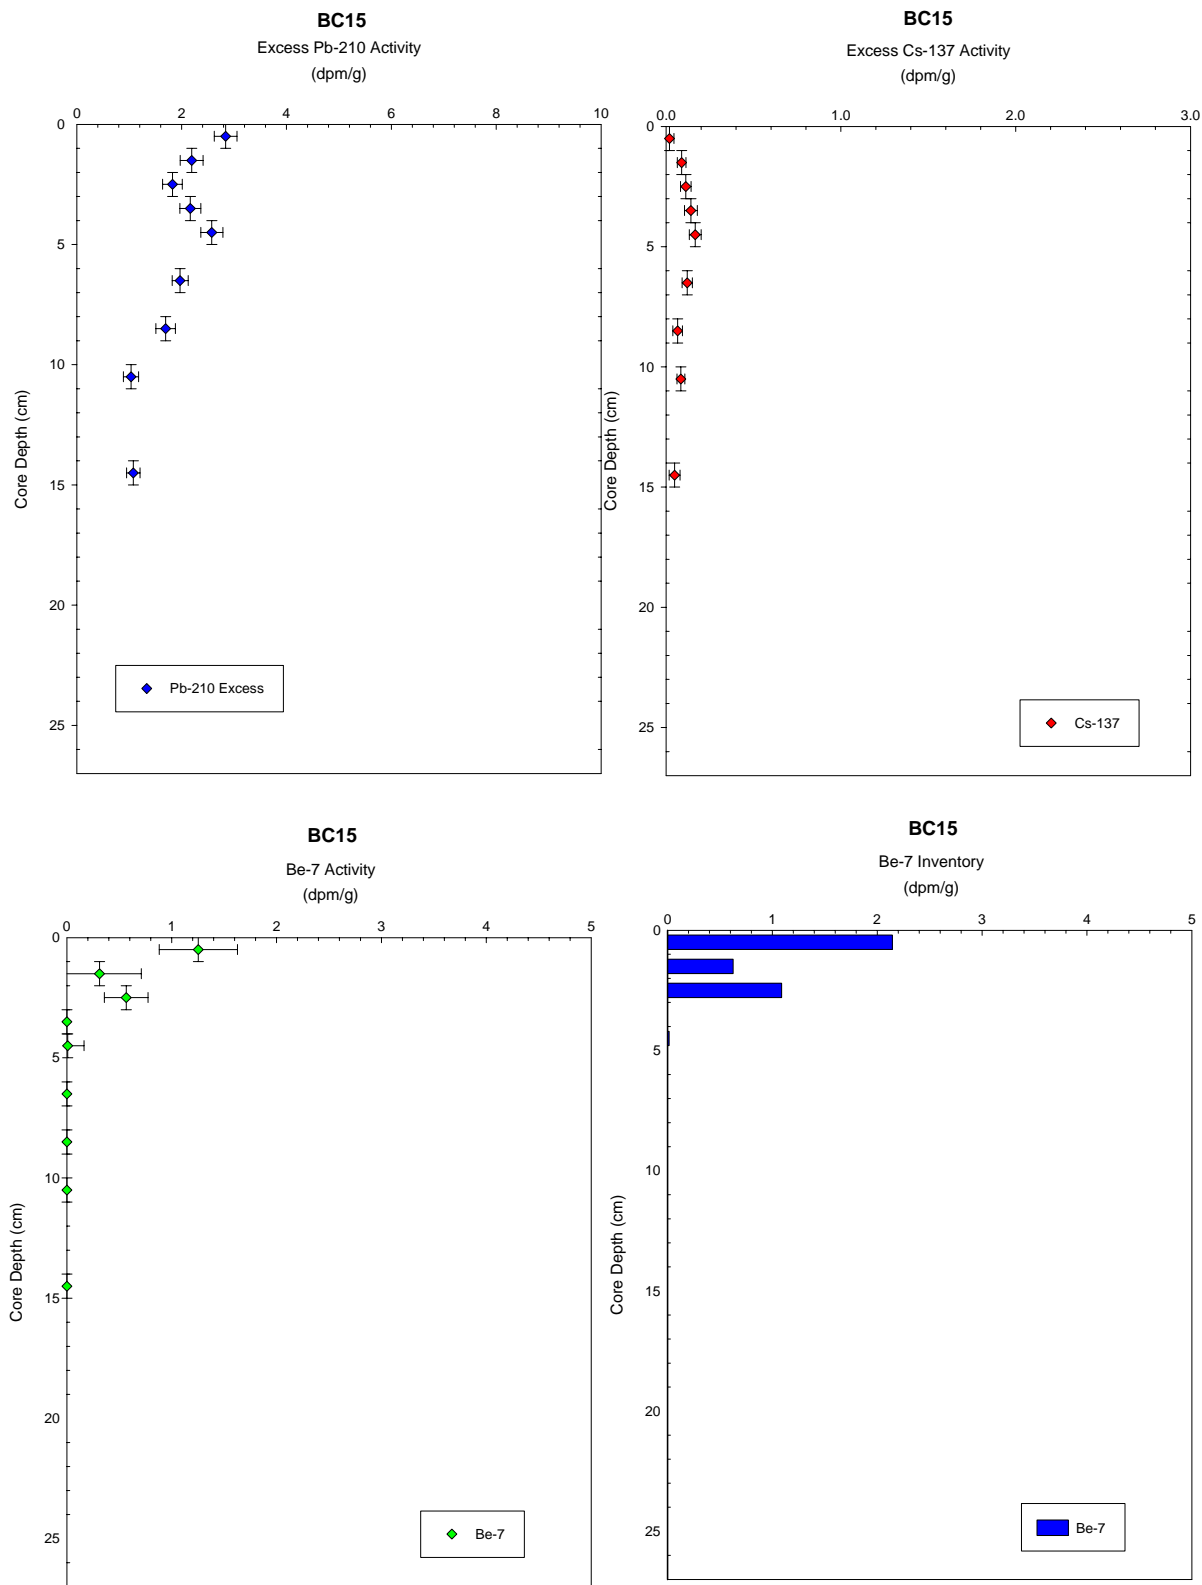 BC15
Excess Pb-210 Activity
(dpm/g)
0 2 4 6 8 10
0
5
10
15
20
25
Core Depth (cm)
Pb-210 Excess
BC15
Excess Cs-137 Activity
(dpm/g)
0.0 1.0 2.0 3.0
0
5
10
15
20
25
Core Depth (cm)
Cs-137
BC15
Be-7 Activity
(dpm/g)
0 1 2 3 4 5
0
5
10
15
20
25
Core Depth (cm)
Be-7
BC15
Be-7 Inventory
(dpm/g)
0 1 2 3 4 5
0
5
10
15
20
25
Core Depth (cm)
Be-7